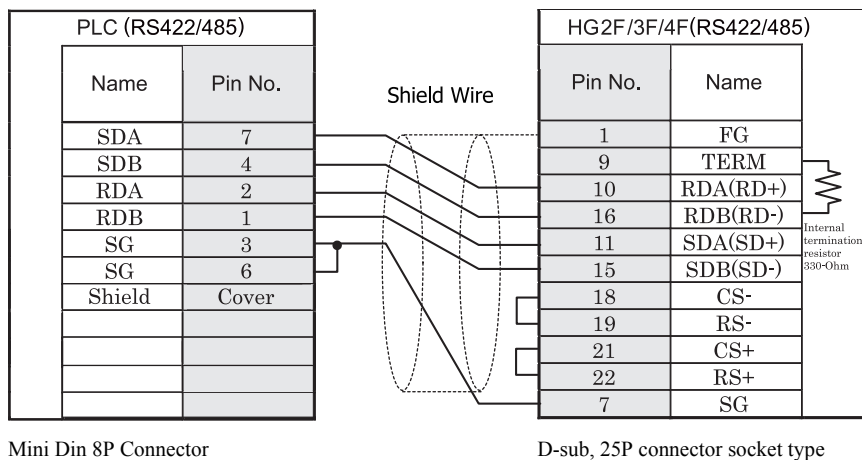 PLC (RS422/485)
Name Pin No.
SDA 7
SDB 4
RDA 2
RDB 1
SG 3
SG 6
Shield Cover
Mini Din 8P Connector
Shield Wire
HG2F/3F/4F(RS422/485)
Pin No. Name
1 FG
9 TERM
10 RDA(RD+)
16 RDB(RD-)
11 SDA(SD+)
15 SDB(SD-)
18 CS-
19 RS-
21 CS+
22 RS+
7 SG
Internal
termination
resistor
330-Ohm
D-sub, 25P connector socket type